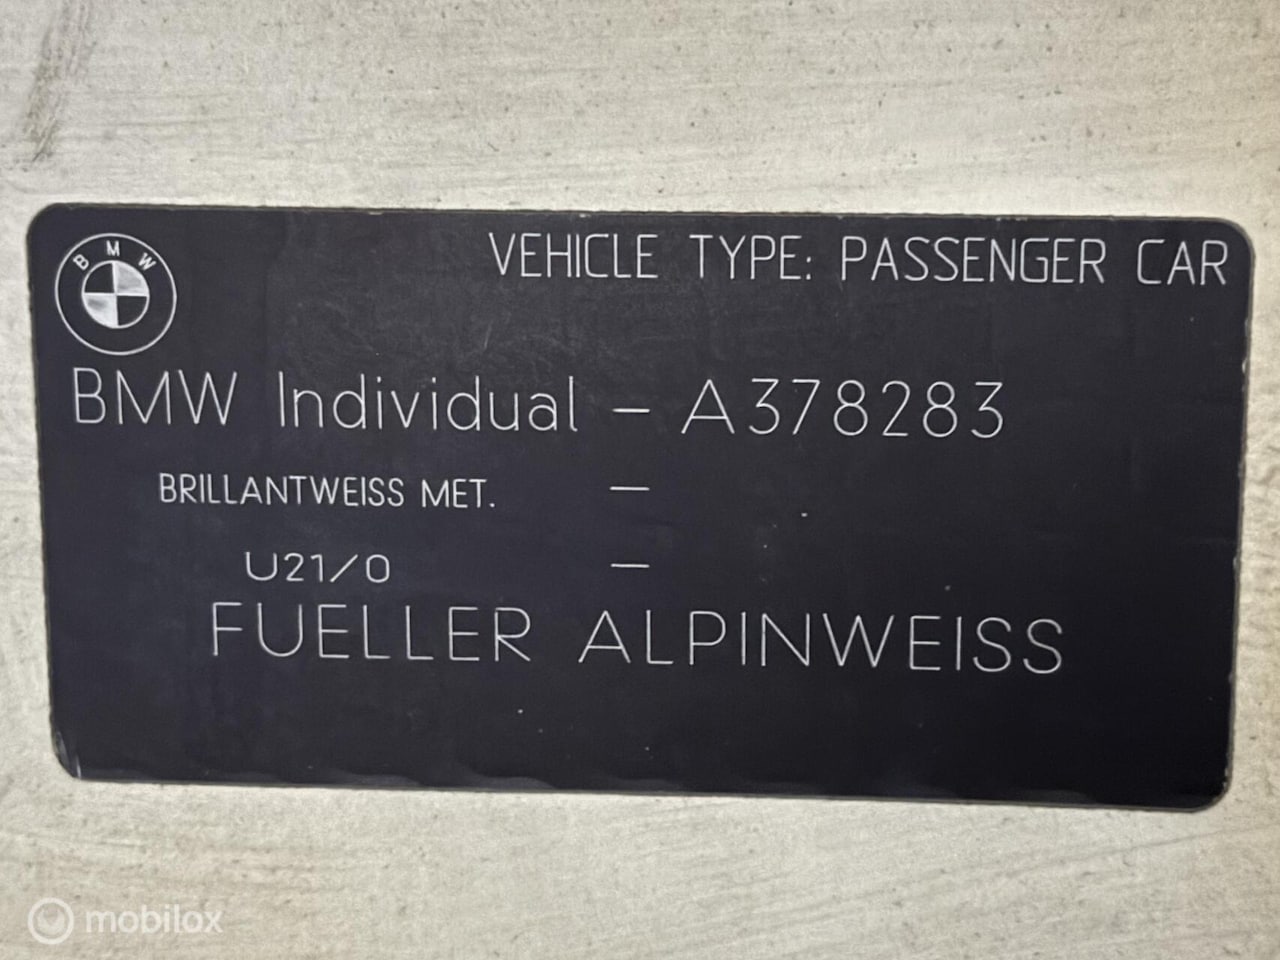 VEHICLE TYPE: PASSENGER CAR
BMW
BMW Individual – A378283
BRILLANTWEISS MET. –
U21/0 –
FUELLER ALPINWEISS
mobilox